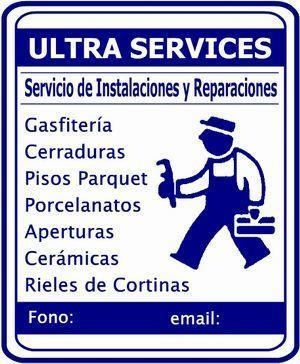 ULTRA SERVICES
Servicio de Instalaciones y Reparaciones
Gasfitería
Cerraduras
Pisos Parquet
Porcelanatos
Aperturas
Cerámicas
Rieles de Cortinas
Fono: email: